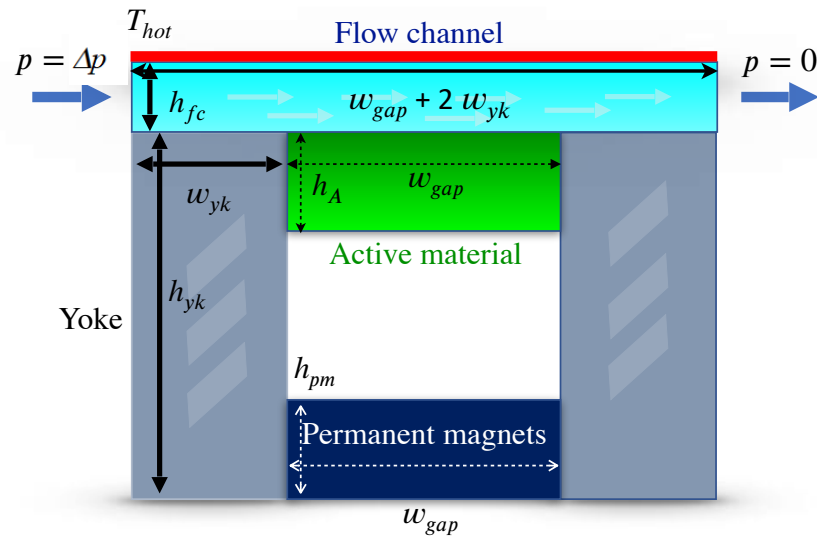 T_hot
Flow channel
p = Δp
p = 0
h_fc
w_gap + 2 w_yk
w_yk
h_A
w_gap
Active material
h_yk
Yoke
h_pm
Permanent magnets
w_gap